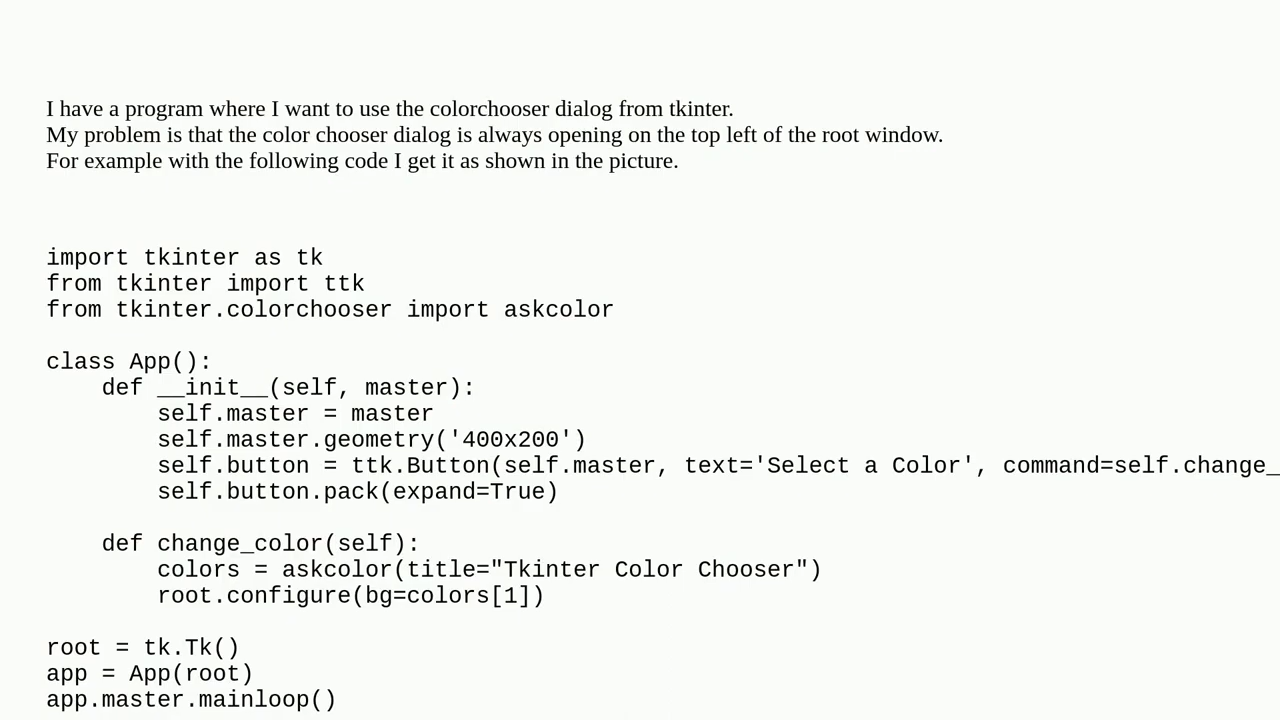 I have a program where I want to use the colorchooser dialog from tkinter.
My problem is that the color chooser dialog is always opening on the top left of the root window.
For example with the following code I get it as shown in the picture.
import tkinter as tk
from tkinter import ttk
from tkinter.colorchooser import askcolor
class App():
    def __init__(self, master):
        self.master = master
        self.master.geometry('400x200')
        self.button = ttk.Button(self.master, text='Select a Color', command=self.change_
        self.button.pack(expand=True)
    def change_color(self):
        colors = askcolor(title="Tkinter Color Chooser")
        root.configure(bg=colors[1])
root = tk.Tk()
app = App(root)
app.master.mainloop()